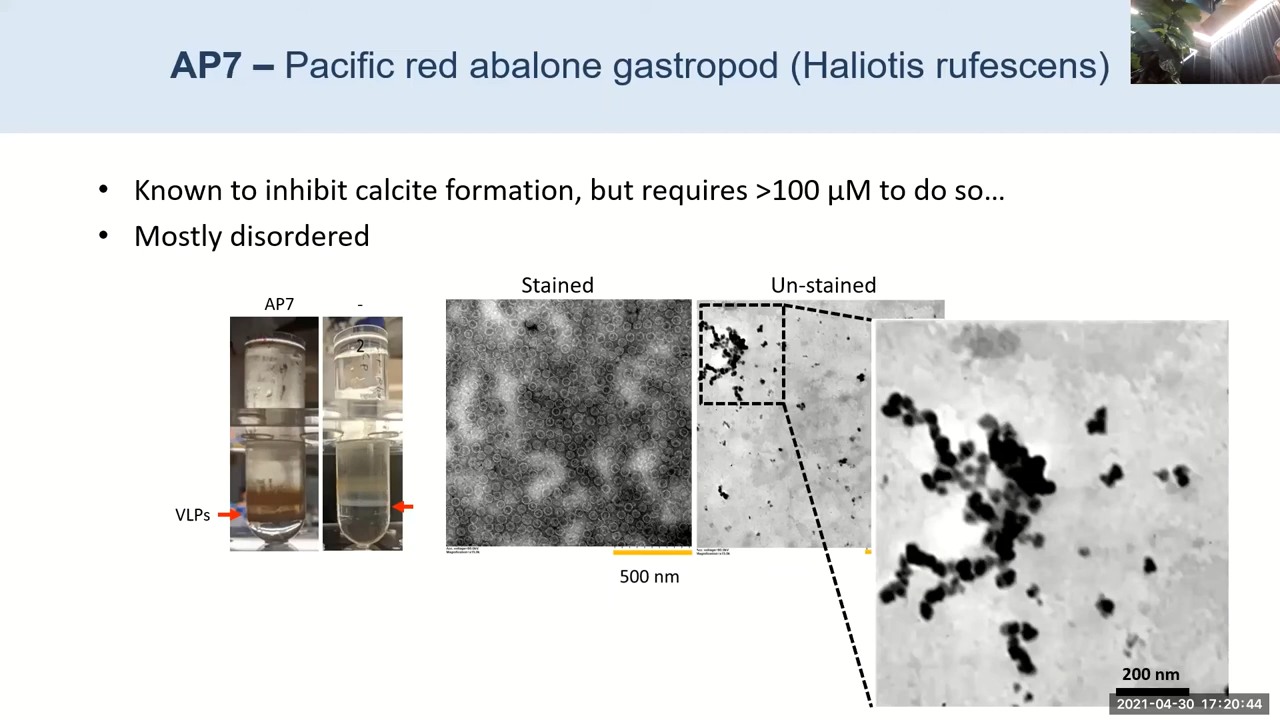 AP7 – Pacific red abalone gastropod (Haliotis rufescens)
• Known to inhibit calcite formation, but requires >100 µM to do so…
• Mostly disordered
Stained
Un-stained
AP7
-
2
VLPs
500 nm
200 nm
2021-04-30 17:20:44